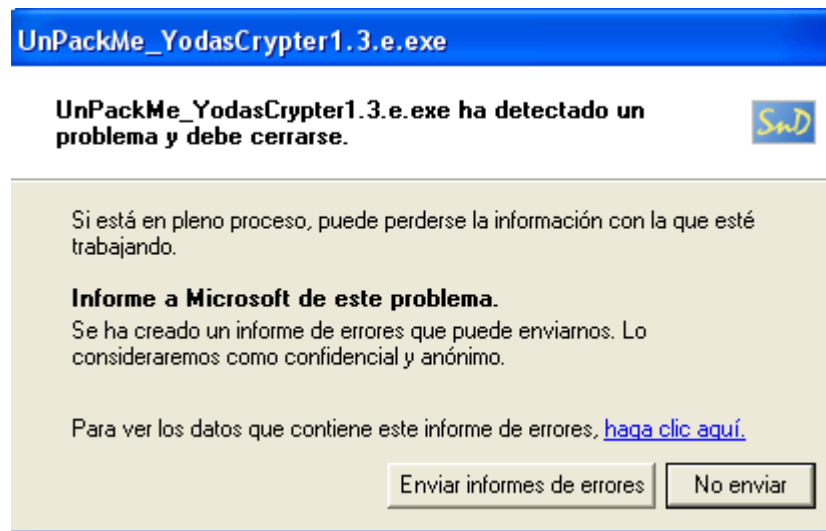 UnPackMe_YodasCrypter1.3.e.exe
UnPackMe_YodasCrypter1.3.e.exe ha detectado un
problema y debe cerrarse.
SnD
Si está en pleno proceso, puede perderse la información con la que esté
trabajando.
Informe a Microsoft de este problema.
Se ha creado un informe de errores que puede enviarnos. Lo
consideraremos como confidencial y anónimo.
Para ver los datos que contiene este informe de errores, haga clic aquí.
Enviar informes de errores No enviar